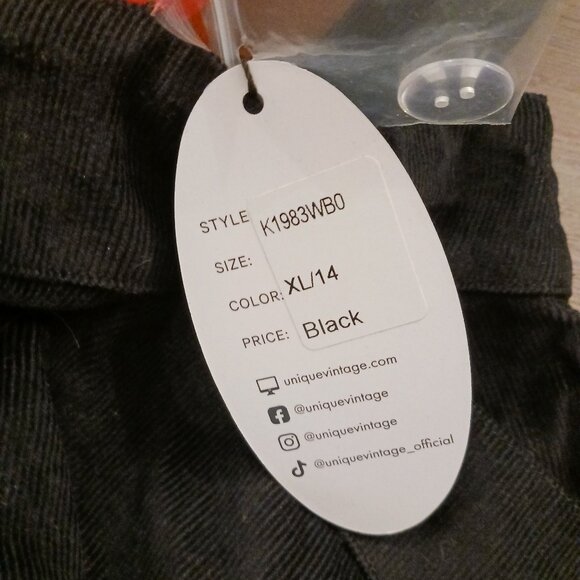 STYLE K1983WB0
SIZE:
COLOR: XL/14
PRICE: Black
uniquevintage.com
@uniquevintage
@uniquevintage
@uniquevintage_official